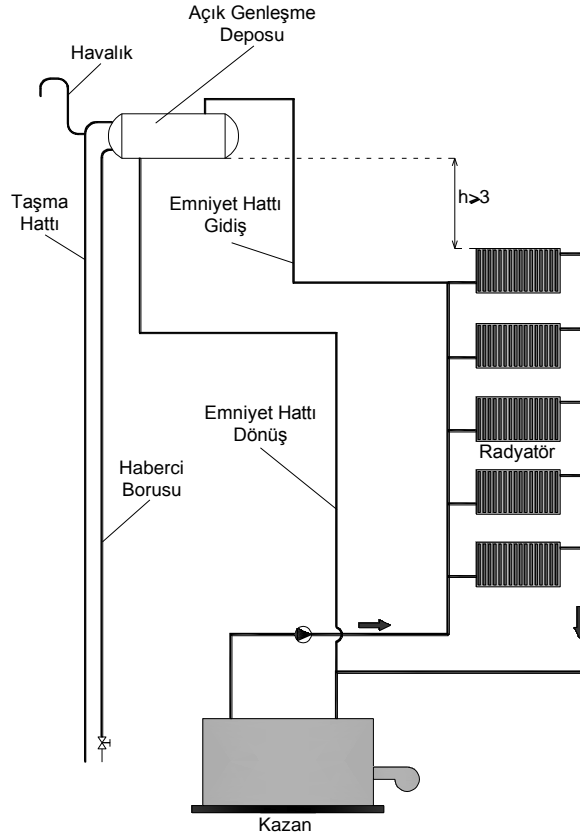 Açık Genleşme
Deposu
Havalık
Taşma
Hattı
Emniyet Hattı
Gidiş
h⩾3
Emniyet Hattı
Dönüş
Radyatör
Haberci
Borusu
Kazan